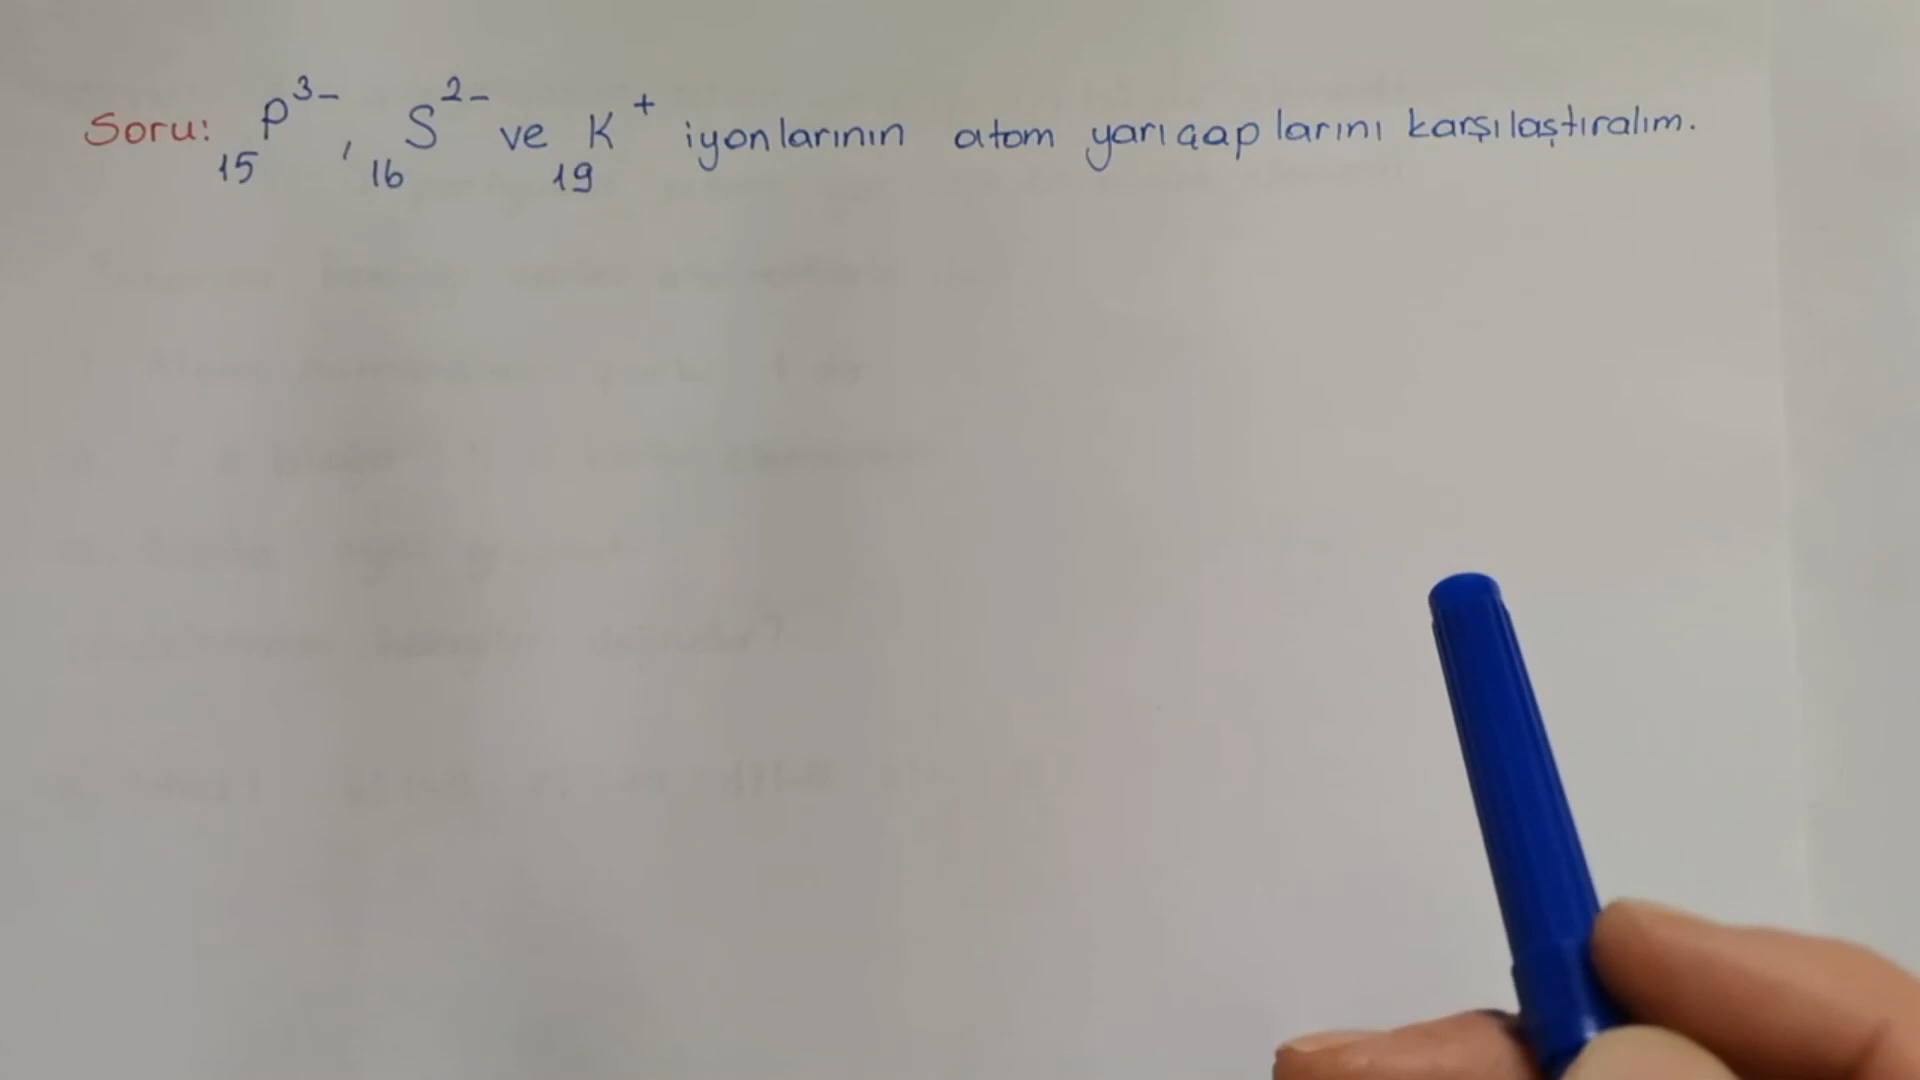 Soru: ₁₅P³⁻, ₁₆S²⁻ ve ₁₉K⁺ iyonlarının atom yarıçaplarını karşılaştıralım.